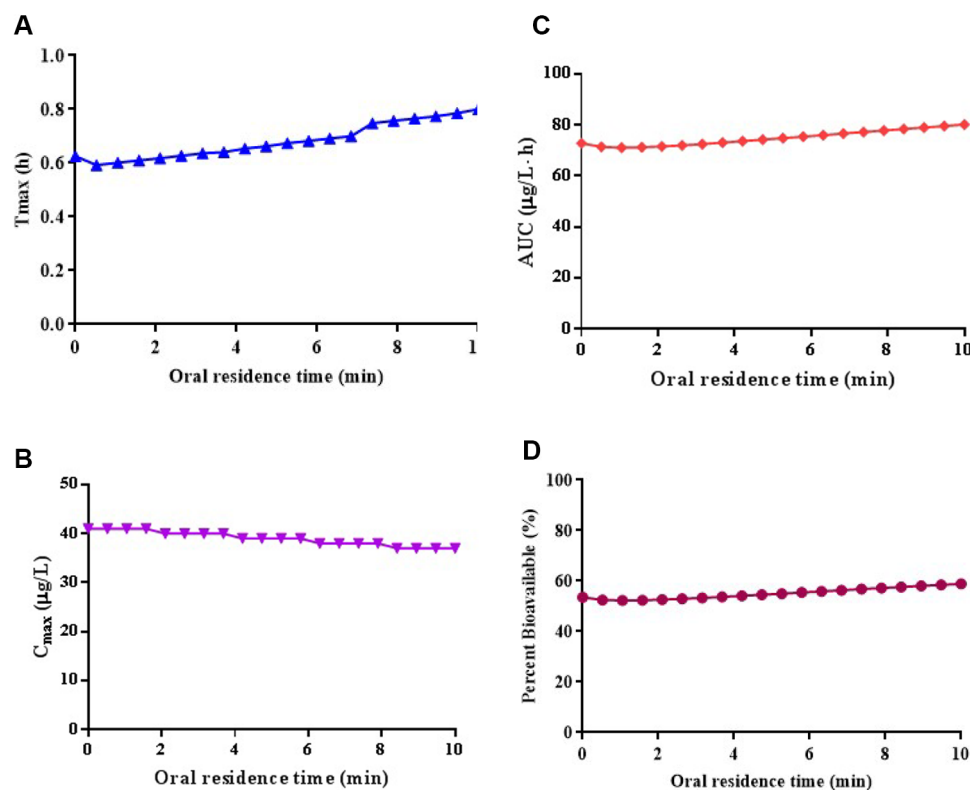 A
1.0
0.8
0.6
0.4
0.2
0.0
Tmax (h)
0 2 4 6 8 1
Oral residence time (min)
C
100
80
60
40
20
0
AUC (μg/L· h)
0 2 4 6 8 10
Oral residence time (min)
B
50
40
30
20
10
0
Cmax (μg/L)
0 2 4 6 8 10
Oral residence time (min)
D
100
80
60
40
20
0
Percent Bioavailable (%)
0 2 4 6 8 10
Oral residence time (min)